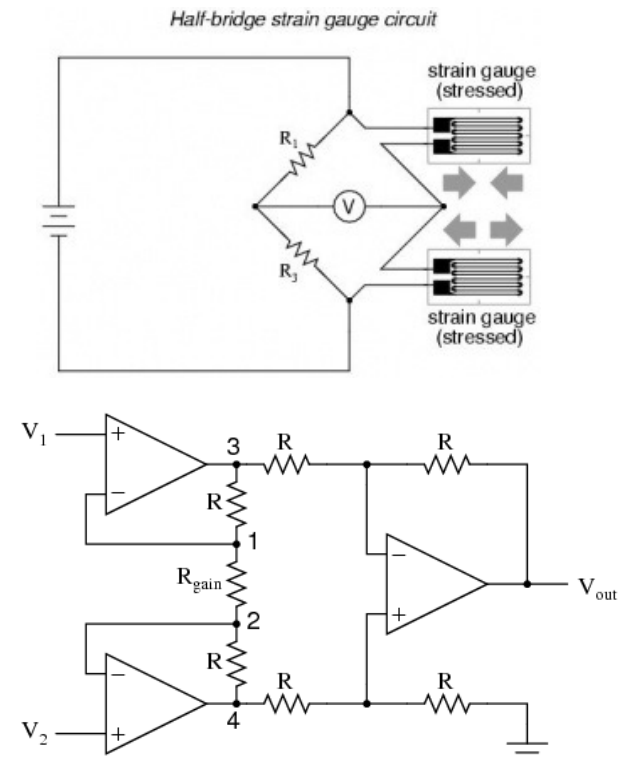 Half-bridge strain gauge circuit
strain gauge
(stressed)
R1
V
R3
strain gauge
(stressed)
V1
+
−
3
R
R
R
1
Rgain
2
−
+
Vout
R
−
+
V2
4
R
R